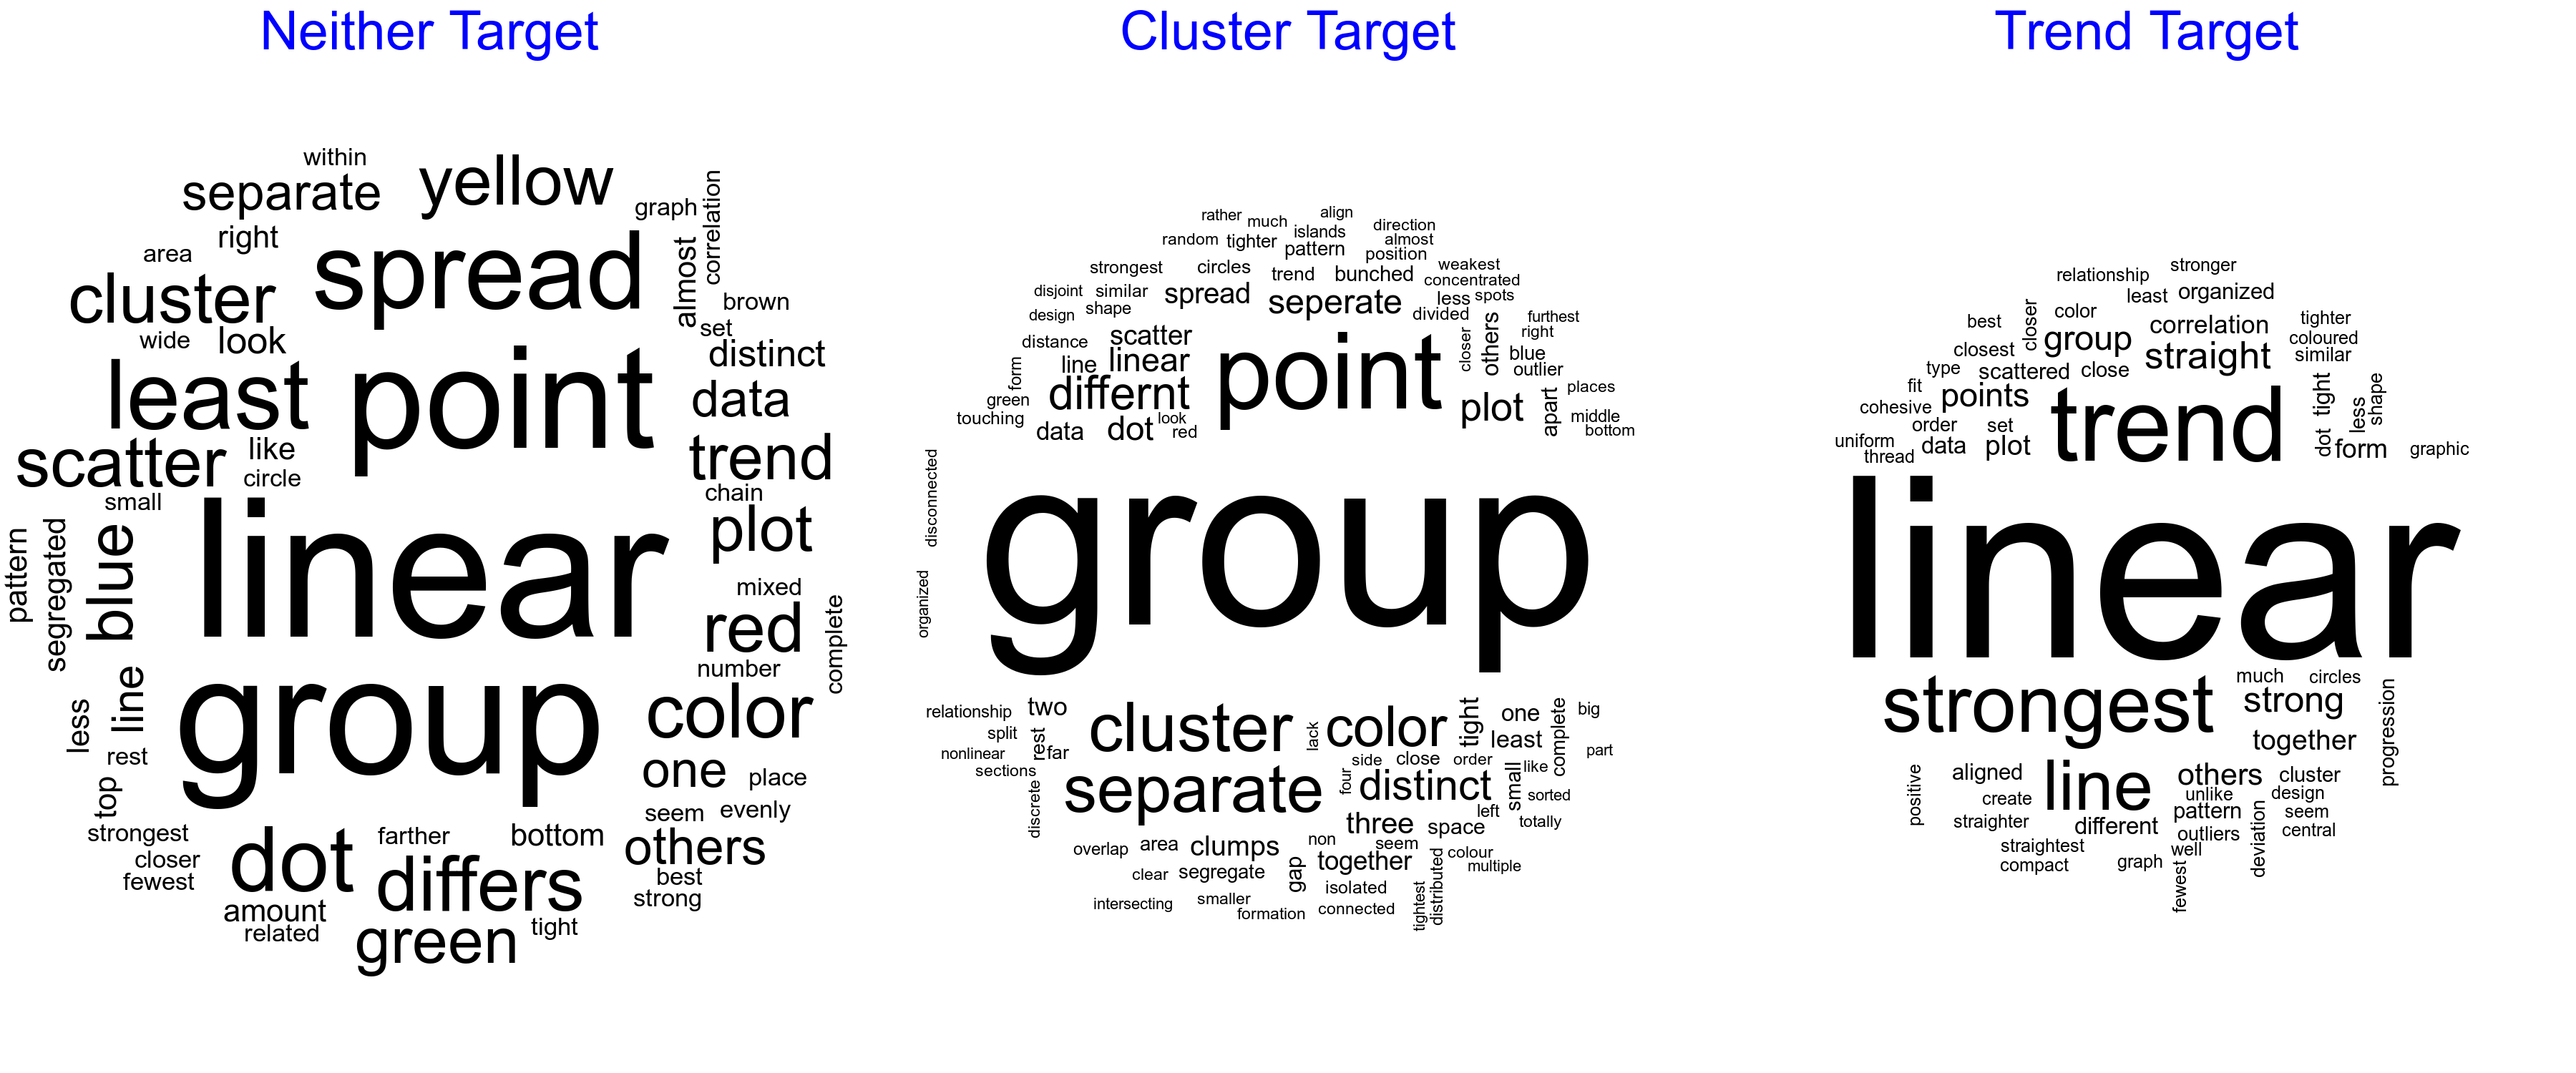 Neither Target
within
separate
yellow
graph
correlation
right
area
spread
almost
cluster
brown
set
wide
look
distinct
least
point
data
scatter
like
trend
circle
chain
small
linear
plot
pattern
segregated
blue
mixed
red
complete
number
line
group
color
less
rest
one
place
top
seem
evenly
strongest
farther
bottom
others
closer
dot
differs
best
fewest
strong
amount
related
green
tight
Cluster Target
rather
much
align
islands
direction
random
tighter
pattern
almost
position
strongest
circles
trend
bunched
weakest
concentrated
disjoint
similar
spread
seperate
less
spots
design
shape
divided
furthest
scatter
point
closer
others
right
distance
line
linear
blue
outlier
form
differnt
places
green
plot
apart
touching
look
middle
data
dot
red
bottom
disconnected
group
organized
relationship
two
cluster
lack
color
tight
one
complete
big
split
rest
far
least
part
nonlinear
side
close
order
sections
separate
four
distinct
small
like
sorted
discrete
left
three
space
totally
non
seem
overlap
area
clumps
together
colour
gap
distributed
multiple
clear
segregate
isolated
intersecting
smaller
formation
connected
tightest
Trend Target
relationship
stronger
least
organized
best
closer
color
correlation
tighter
group
coloured
closest
straight
similar
type
scattered
close
fit
points
trend
tight
less
shape
cohesive
order
set
uniform
data
plot
dot
form
graphic
thread
linear
much
circles
strongest
strong
progression
together
positive
aligned
line
others
cluster
create
unlike
design
pattern
straighter
different
seem
outliers
deviation
central
straightest
well
compact
graph
fewest